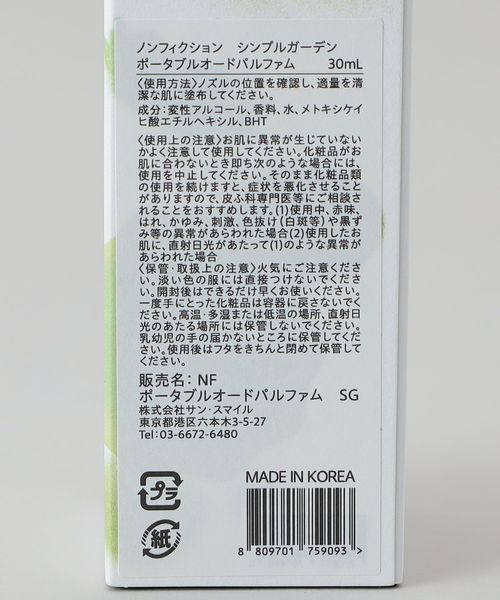 ノンフィクション　シンプルガーデン
ポータブルオードパルファム　30mL
〈使用方法〉ノズルの位置を確認し、適量を清
潔な肌に塗布してください。
成分：変性アルコール、香料、水、メトキシケイ
ヒ酸エチルヘキシル、BHT
〈使用上の注意〉お肌に異常が生じていない
かよく注意して使用してください。化粧品がお
肌に合わないとき即ち次のような場合には、
使用を中止してください。そのまま化粧品類
の使用を続けますと、症状を悪化させること
がありますので、皮ふ科専門医等にご相談さ
れることをおすすめします。(1)使用中、赤味、
はれ、かゆみ、刺激、色抜け(白斑等)や黒ず
み等の異常があらわれた場合(2)使用したお
肌に、直射日光があたって(1)のような異常が
あらわれた場合
〈保管・取扱上の注意〉火気にご注意くださ
い。淡い色の服には直接つけないでくださ
い。開封後はできるだけ早くお使いください。
一度手にとった化粧品は容器に戻さないでく
ださい。高温・多湿または低温の場所、直射日
光のあたる場所には保管しないでください。
乳幼児の手の届かないところに保管してくだ
さい。使用後はフタをきちんと閉めて保管して
ください。
販売名：NF
ポータブルオードパルファム　SG
株式会社サン・スマイル
東京都港区六本木3-5-27
Tel：03-6672-6480
プラ
紙
MADE IN KOREA
8 809701 759093 >